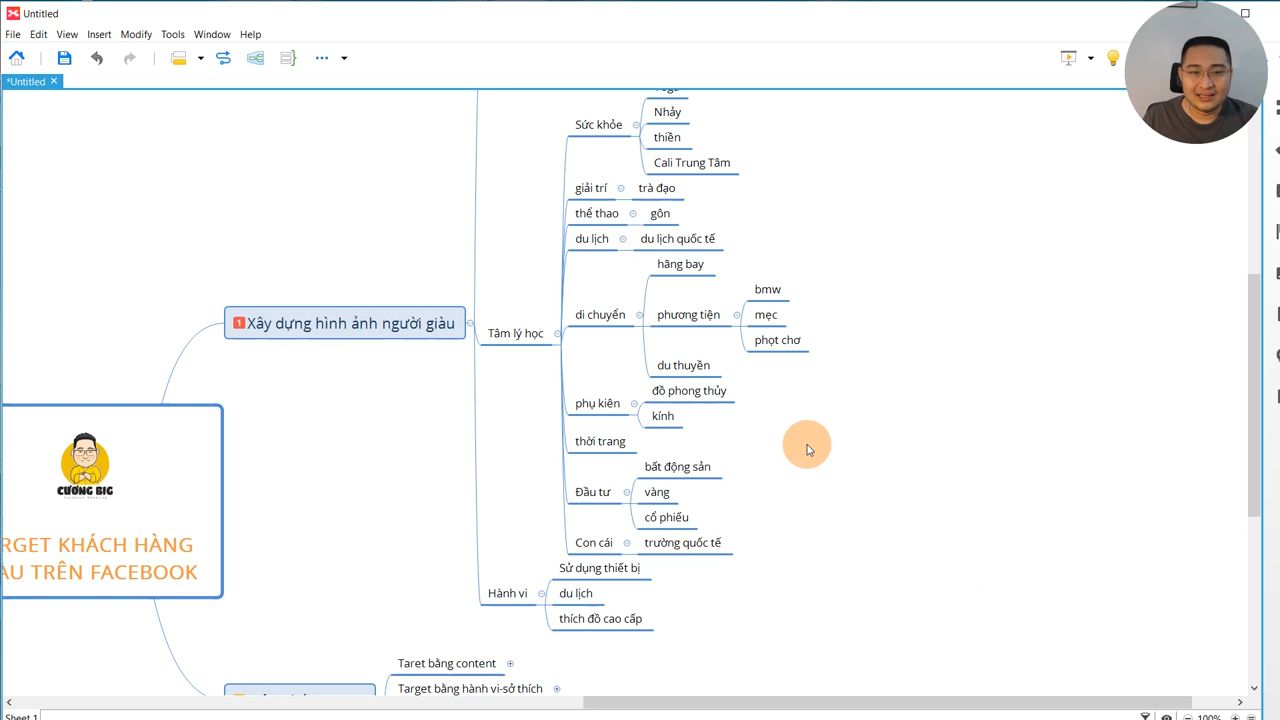 Untitled
File Edit View Insert Modify Tools Window Help
*Untitled
Nhảy
Sức khỏe
thiền
Cali Trung Tâm
giải trí trà đạo
thể thao gôn
du lịch du lịch quốc tế
hãng bay
bmw
di chuyển phương tiện mẹc
Xây dựng hình ảnh người giàu
Tâm lý học
phọt chơ
du thuyền
đồ phong thủy
phụ kiên
kính
thời trang
bất động sản
Đầu tư vàng
cổ phiếu
CƯƠNG BIG
RGET KHÁCH HÀNG
ÀU TRÊN FACEBOOK
Con cái trường quốc tế
Sử dụng thiết bị
Hành vi du lịch
thích đồ cao cấp
Taret bằng content
Target bằng hành vi-sở thích
Sheet 1
100%